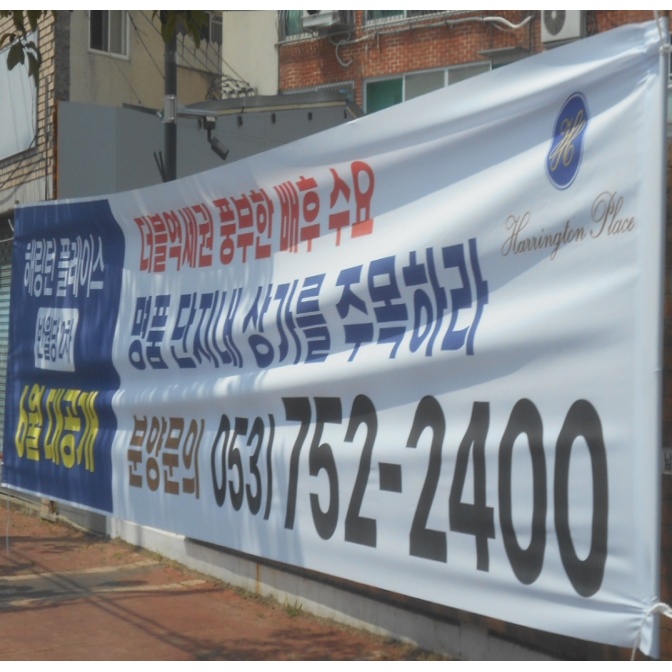 해링턴 플레이스
반월당 2차
6월 대공개
더블역세권 풍부한 배후 수요
명품 단지내 상가를 주목하라
분양문의 053) 752-2400
H
Harrington Place